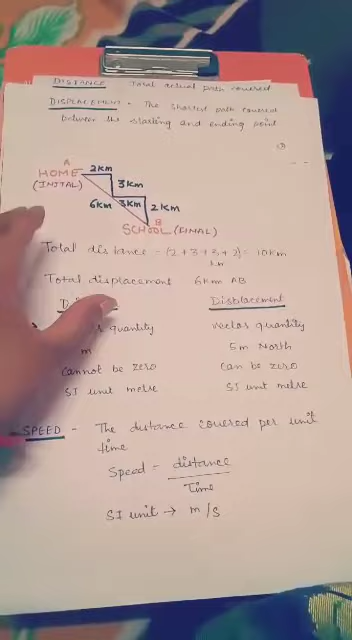 DISTANCE Total actual path covered
DISPLACEMENT - The shortest path covered
between the starting and ending point
A
HOME 2km
(INITAL) 3km
6km 3km 2km
B
SCHOOL (FINAL)
Total distance = (2+3+3+2) = 10km
km
Total displacement 6km AB
Displacement
quantity vector quantity
m 5m North
cannot be zero can be zero
SI unit metre SI unit metre
SPEED - The distance covered per unit
time
Speed = distance
Time
SI unit → m/s